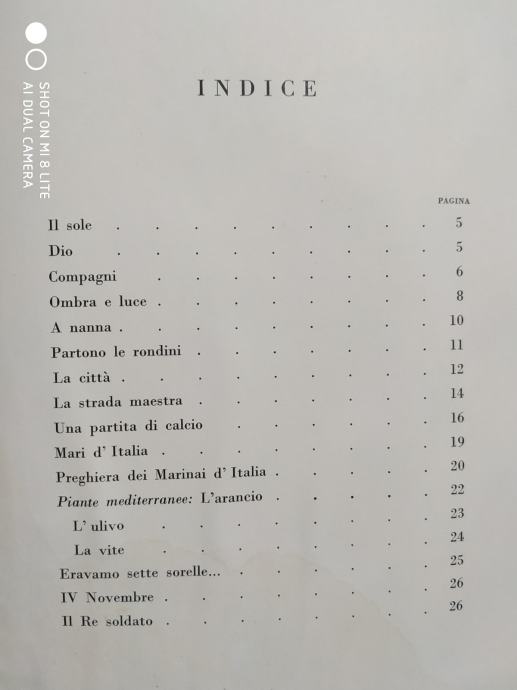 SHOT ON MI 8 LITE
AI DUAL CAMERA
INDICE
PAGINA
Il sole . . . . . . . . . 5
Dio . . . . . . . . 5
Compagni . . . . . . . . 6
Ombra e luce . . . . . . . . 8
A nanna . . . . . . . . . 10
Partono le rondini . . . . . . . 11
La città . . . . . . . . . 12
La strada maestra . . . . . . . 14
Una partita di calcio . . . . . . 16
Mari d'Italia . . . . . . . . 19
Preghiera dei Marinai d'Italia . . . . . 20
Piante mediterranee: L'arancio . . . . . 22
L'ulivo . . . . . . . . 23
La vite . . . . . . . . 24
Eravamo sette sorelle... . . . . . . 25
IV Novembre . . . . . . . . 26
Il Re soldato . . . . . . . . 26